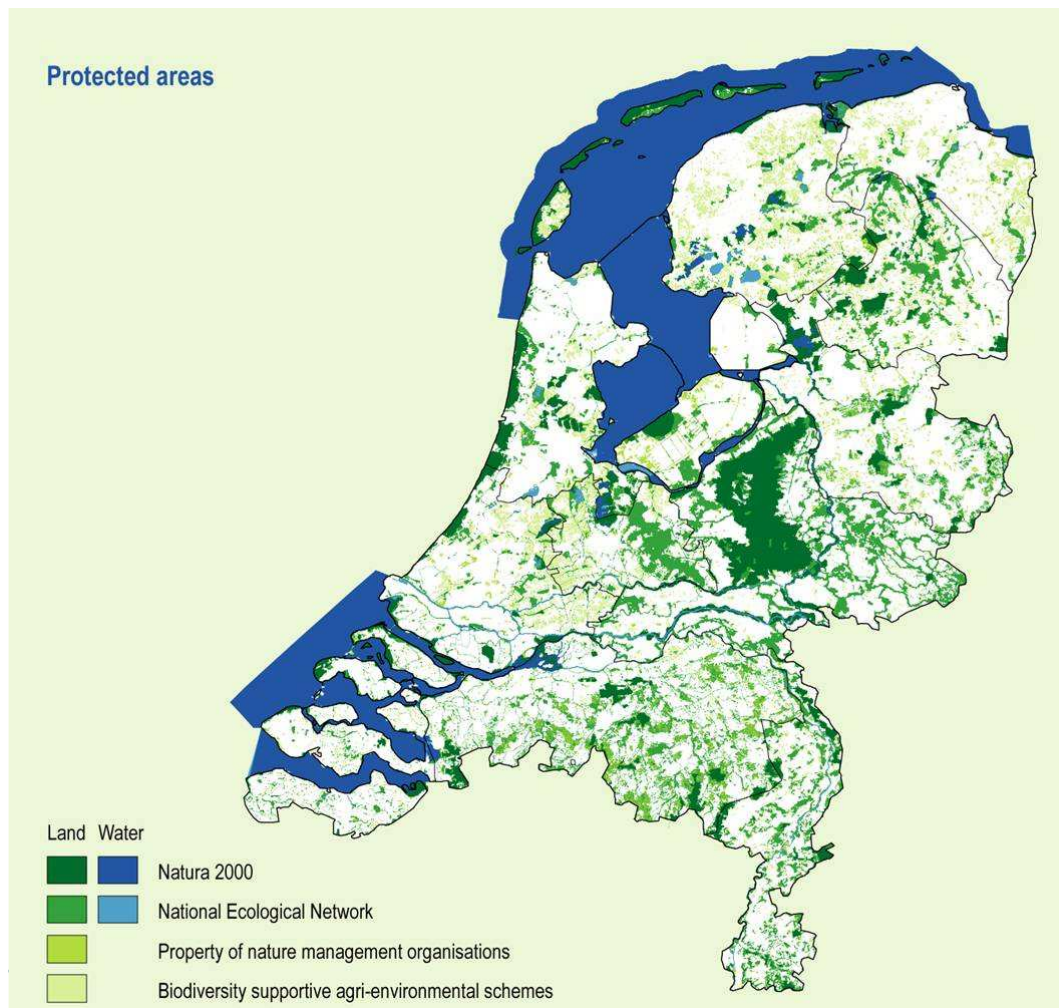 Protected areas
Land Water
Natura 2000
National Ecological Network
Property of nature management organisations
Biodiversity supportive agri-environmental schemes